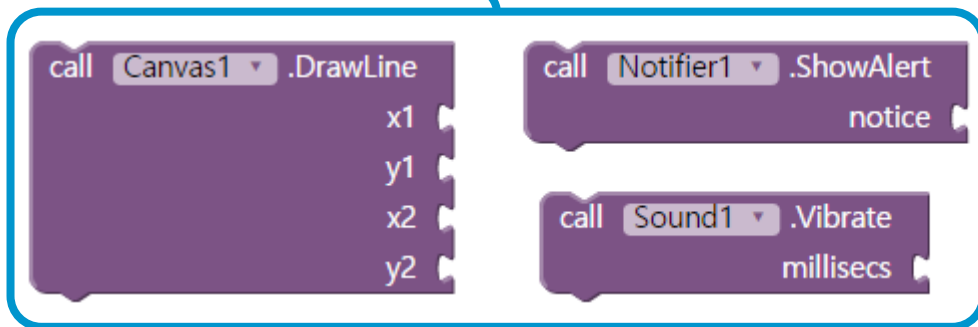 call Canvas1 .DrawLine
x1
y1
x2
y2
call Notifier1 .ShowAlert
notice
call Sound1 .Vibrate
millisecs